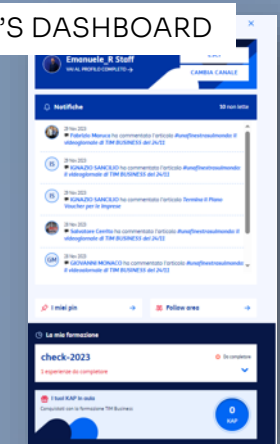 'S DASHBOARD
Emanuele_R Staff
VAI AL PROFILO COMPLETO →
CAMBIA CANALE
Notifiche
10 non lette
29 Nov 2023
Fabrizio Moruca ha commentato l'articolo #unafinestrasulmondo: il
videogiornale di TIM BUSINESS del 24/11
IS
29 Nov 2023
IGNAZIO SANCILIO ha commentato l'articolo #unafinestrasulmondo: il
videogiornale di TIM BUSINESS del 24/11
IS
29 Nov 2023
IGNAZIO SANCILIO ha commentato l'articolo Termina il Piano
Voucher per le Imprese
29 Nov 2023
Salvatore Cerrito ha commentato l'articolo #unafinestrasulmondo: il
videogiornale di TIM BUSINESS del 24/11
GM
29 Nov 2023
GIOVANNI MONACO ha commentato l'articolo #unafinestrasulmondo: il
videogiornale di TIM BUSINESS del 24/11
I miei pin →
Follow area →
La mia formazione
check-2023
Da completare
1 esperienze da completare
I tuoi KAP in aula
Conquistati con la formazione TIM Business
0
KAP